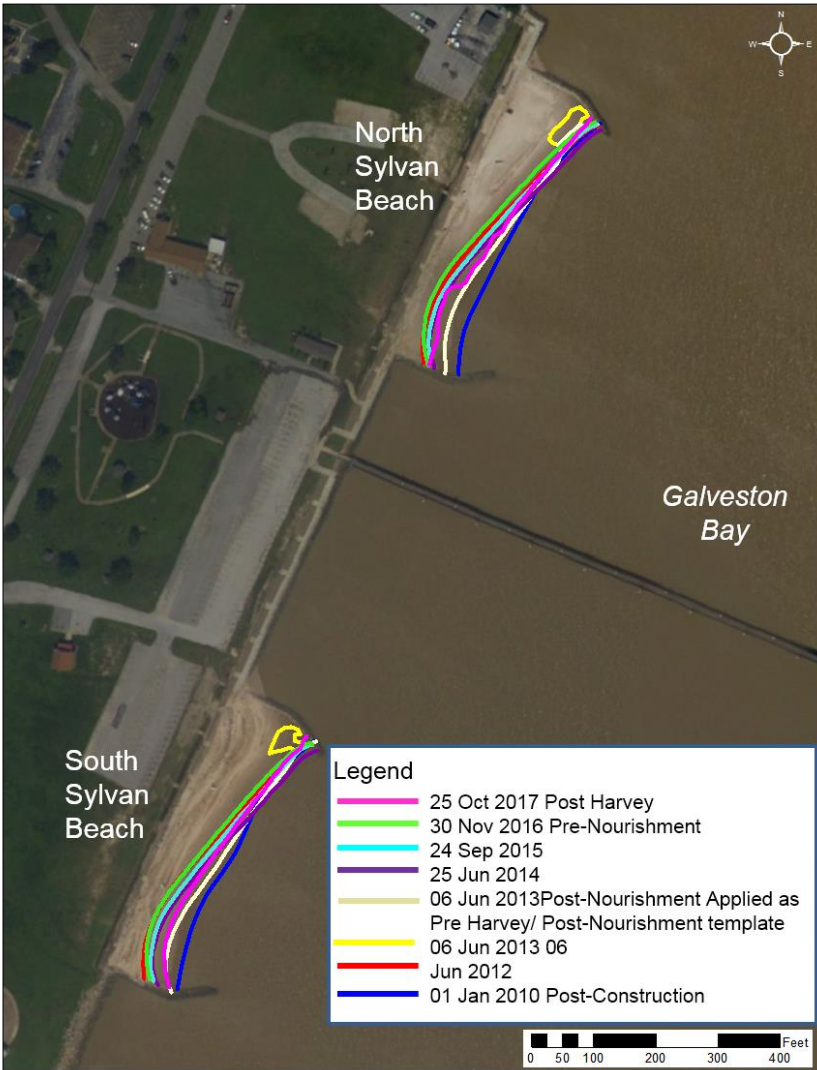 N
W E
S
North
Sylvan
Beach
Galveston
Bay
South
Sylvan
Beach
Legend
25 Oct 2017 Post Harvey
30 Nov 2016 Pre-Nourishment
24 Sep 2015
25 Jun 2014
06 Jun 2013Post-Nourishment Applied as
Pre Harvey/ Post-Nourishment template
06 Jun 2013 06
Jun 2012
01 Jan 2010 Post-Construction
Feet
0 50 100 200 300 400